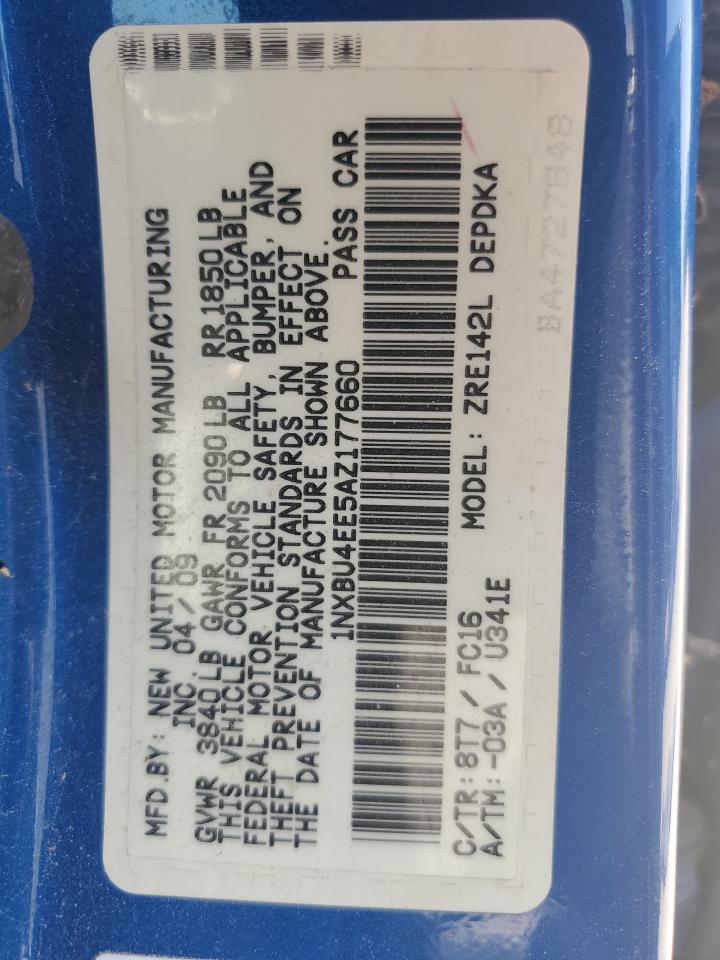 MFD.BY: NEW UNITED MOTOR MANUFACTURING
INC. 04/09
GVWR 3840LB GAWR FR 2090LB RR1850LB
THIS VEHICLE CONFORMS TO ALL APPLICABLE
FEDERAL MOTOR VEHICLE SAFETY, BUMPER, AND
THEFT PREVENTION STANDARDS IN EFFECT ON
THE DATE OF MANUFACTURE SHOWN ABOVE.
1NXBU4EE5AZ177660 PASS CAR
C/TR: 8T7/FC16 MODEL: ZRE142L DEPDKA
A/TM: -03A/U341E